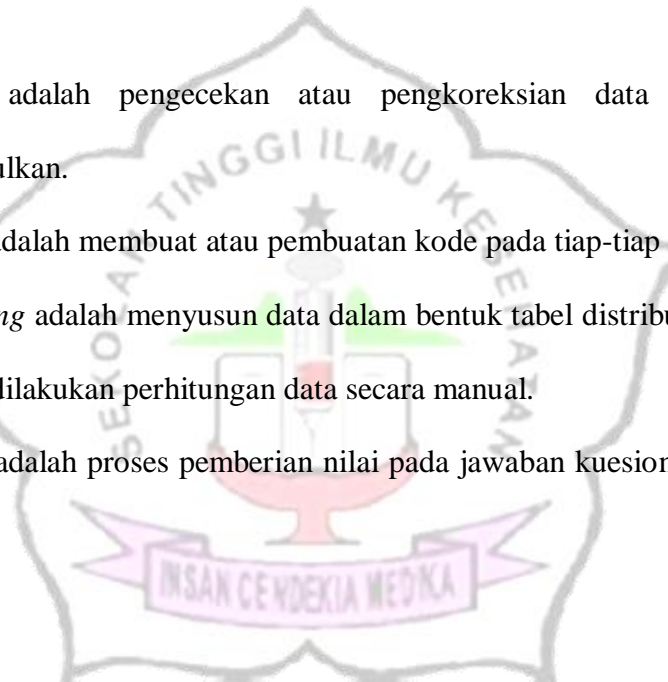 adalah pengecekan atau pengkoreksian data
ulkan.
dalah membuat atau pembuatan kode pada tiap-tiap
ng adalah menyusun data dalam bentuk tabel distribu
dilakukan perhitungan data secara manual.
adalah proses pemberian nilai pada jawaban kuesion
SEKOLAH TINGGI ILMU KESEHATAN
INSAN CENDEKIA MEDIKA